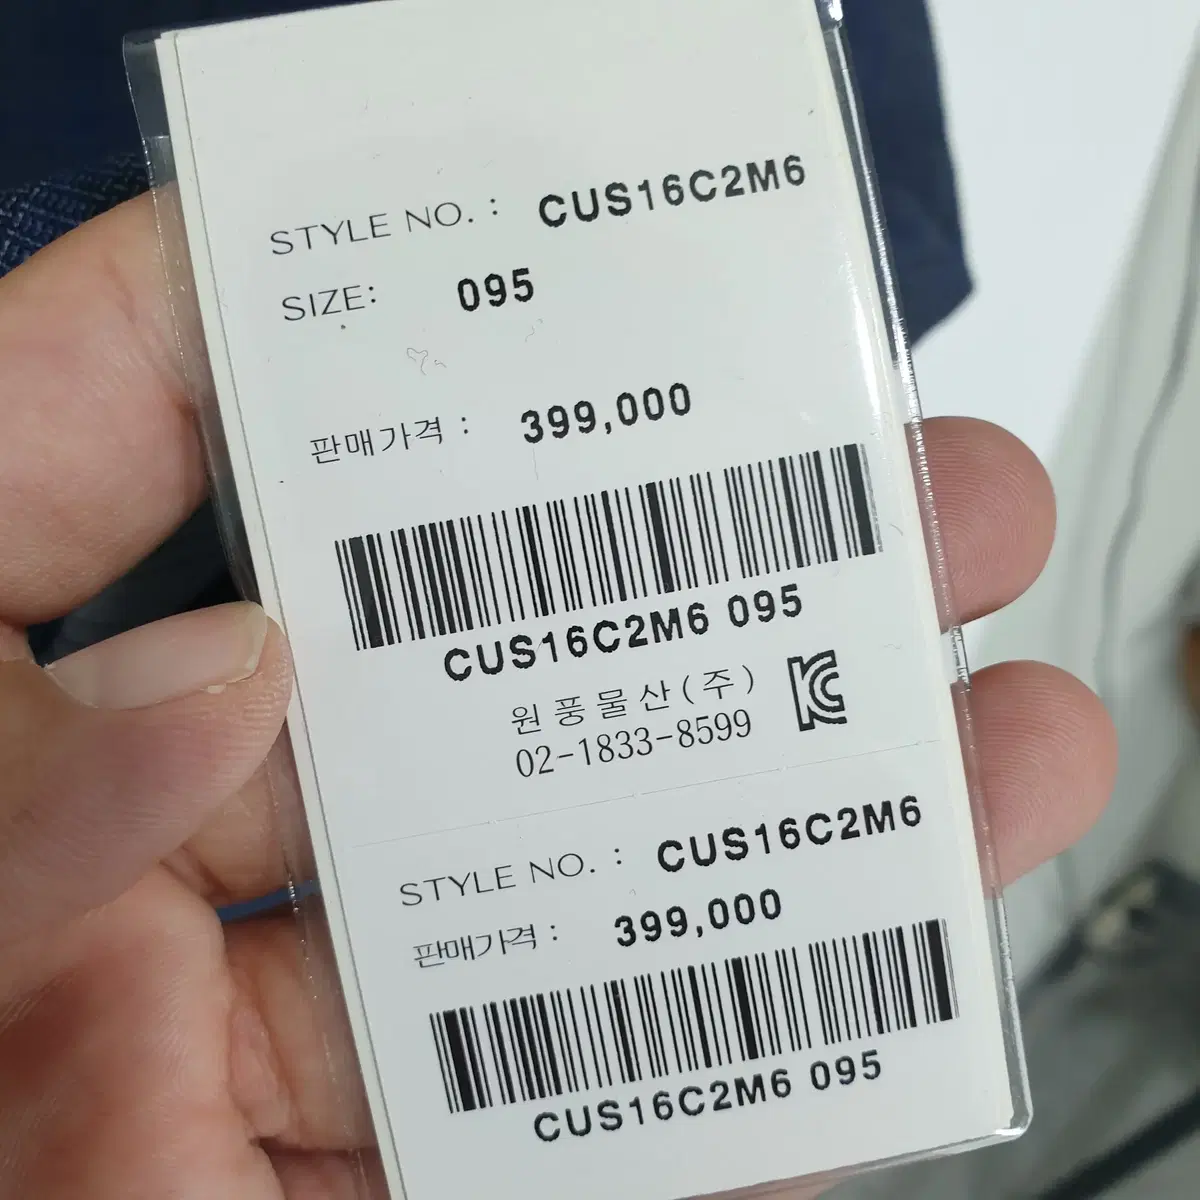 STYLE NO. : CUS16C2M6
SIZE: 095
판매가격 : 399,000
CUS16C2M6 095
원풍물산(주)
02-1833-8599
STYLE NO. : CUS16C2M6
판매가격 : 399,000
CUS16C2M6 095